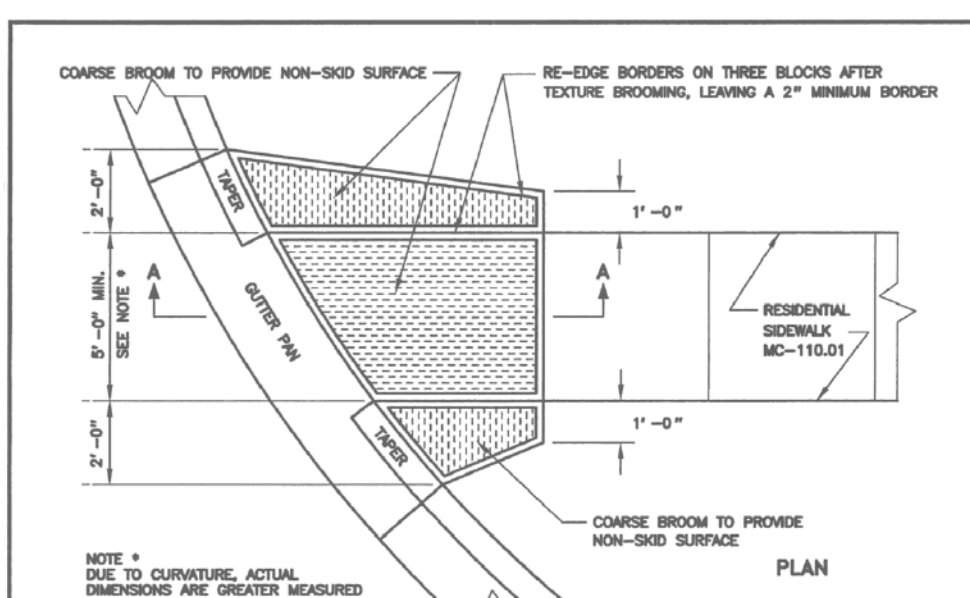 COARSE BROOM TO PROVIDE NON-SKID SURFACE
RE-EDGE BORDERS ON THREE BLOCKS AFTER
TEXTURE BROOMING, LEAVING A 2" MINIMUM BORDER
2'-0"
TAPER
1'-0"
5'-0" MIN.
SEE NOTE *
A
A
GUTTER PAN
RESIDENTIAL
SIDEWALK
MC-110.01
2'-0"
TAPER
1'-0"
COARSE BROOM TO PROVIDE
NON-SKID SURFACE
PLAN
NOTE *
DUE TO CURVATURE, ACTUAL
DIMENSIONS ARE GREATER MEASURED